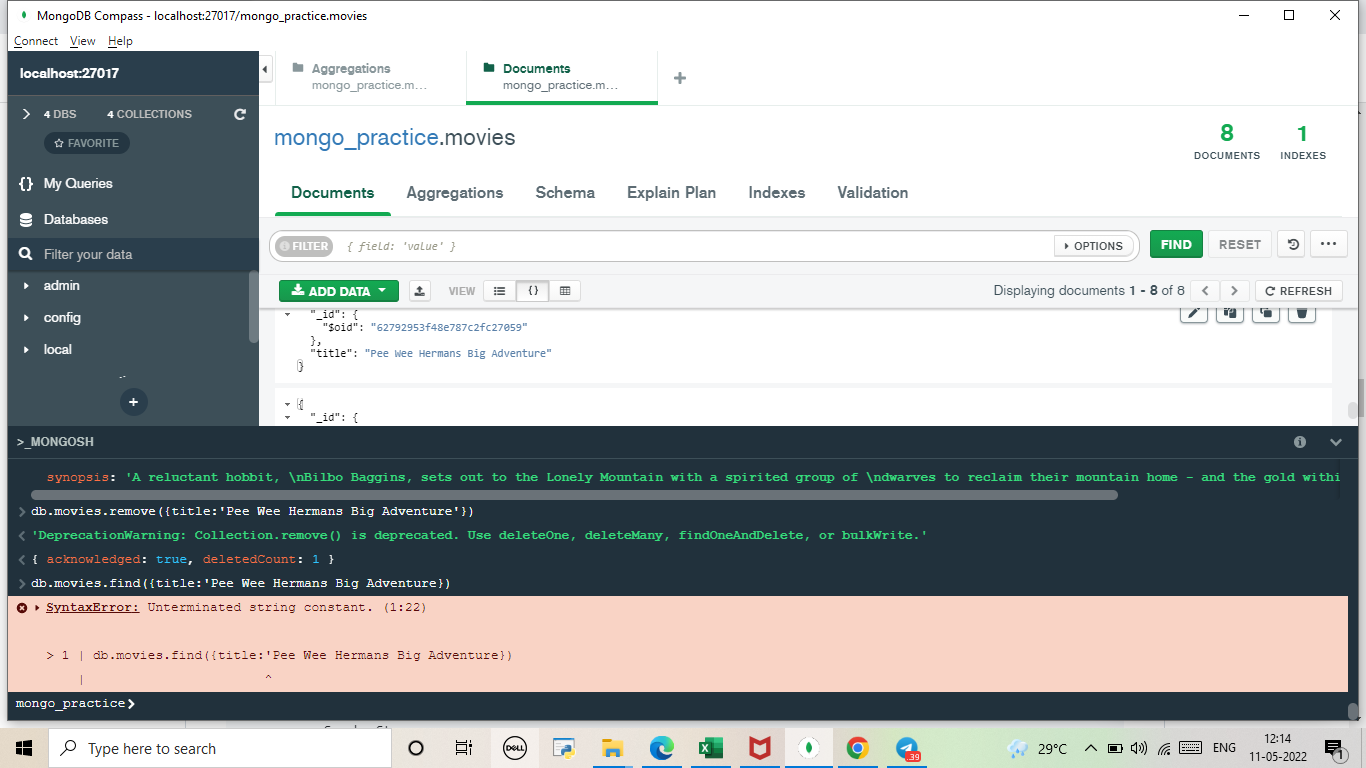 MongoDB Compass - localhost:27017/mongo_practice.movies
Connect View Help
localhost:27017
4 DBS 4 COLLECTIONS
FAVORITE
{} My Queries
Databases
Filter your data
admin
config
local
Aggregations
mongo_practice.m...
Documents
mongo_practice.m...
+
mongo_practice.movies
8
DOCUMENTS
1
INDEXES
Documents Aggregations Schema Explain Plan Indexes Validation
FILTER { field: 'value' } OPTIONS FIND RESET ...
ADD DATA VIEW {} Displaying documents 1 - 8 of 8 < > REFRESH
"_id": {
"$oid": "62792953f48e787c2fc27059"
},
"title": "Pee Wee Hermans Big Adventure"
}
{
"_id": {
+
>_MONGOSH
synopsis: 'A reluctant hobbit, \nBilbo Baggins, sets out to the Lonely Mountain with a spirited group of \ndwarves to reclaim their mountain home - and the gold withi
> db.movies.remove({title:'Pee Wee Hermans Big Adventure'})
< 'DeprecationWarning: Collection.remove() is deprecated. Use deleteOne, deleteMany, findOneAndDelete, or bulkWrite.'
< { acknowledged: true, deletedCount: 1 }
> db.movies.find({title:'Pee Wee Hermans Big Adventure})
SyntaxError: Unterminated string constant. (1:22)
> 1 | db.movies.find({title:'Pee Wee Hermans Big Adventure})
| ^
mongo_practice>
Type here to search
DELL
39
29°C
ENG
12:14
11-05-2022
1